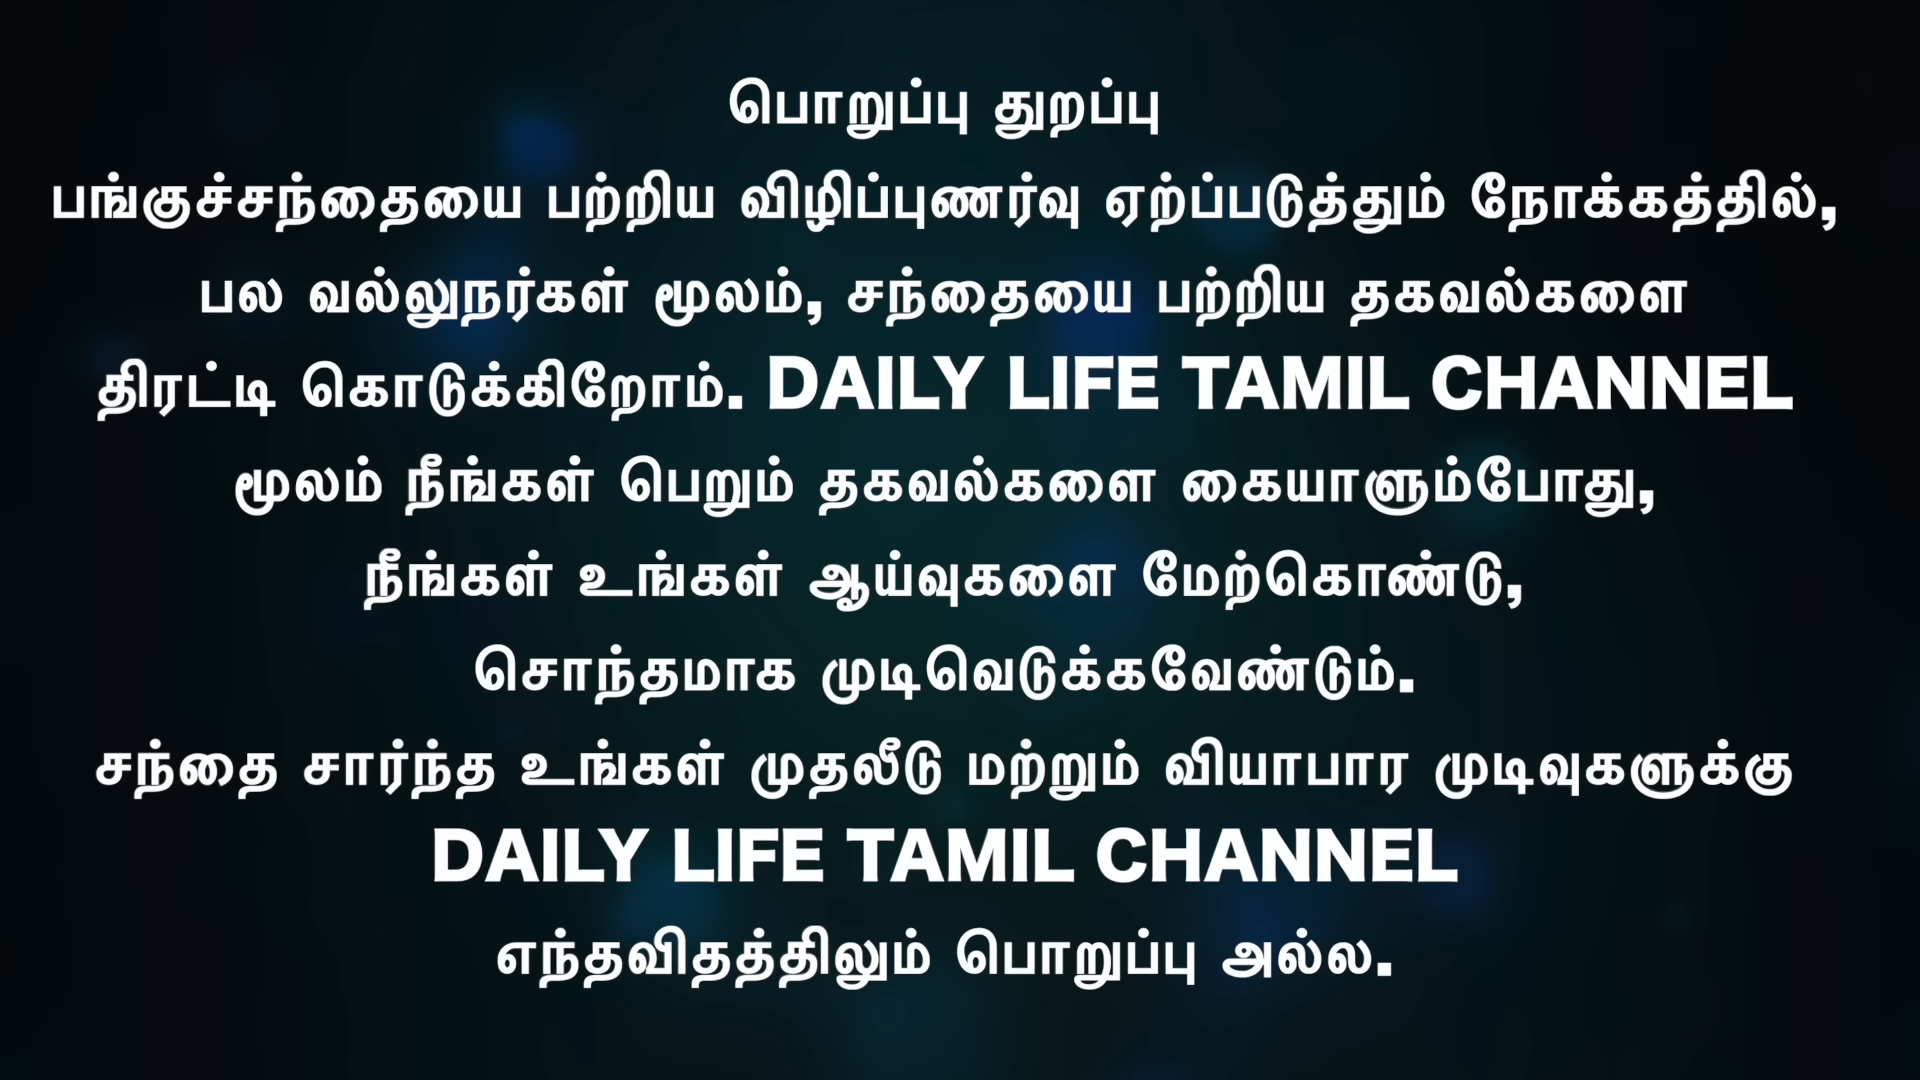 பொறுப்பு துறப்பு
பங்குச்சந்தையை பற்றிய விழிப்புணர்வு ஏற்ப்படுத்தும் நோக்கத்தில்,
பல வல்லுநர்கள் மூலம், சந்தையை பற்றிய தகவல்களை
திரட்டி கொடுக்கிறோம். DAILY LIFE TAMIL CHANNEL
மூலம் நீங்கள் பெறும் தகவல்களை கையாளும்போது,
நீங்கள் உங்கள் ஆய்வுகளை மேற்கொண்டு,
சொந்தமாக முடிவெடுக்கவேண்டும்.
சந்தை சார்ந்த உங்கள் முதலீடு மற்றும் வியாபார முடிவுகளுக்கு
DAILY LIFE TAMIL CHANNEL
எந்தவிதத்திலும் பொறுப்பு அல்ல.